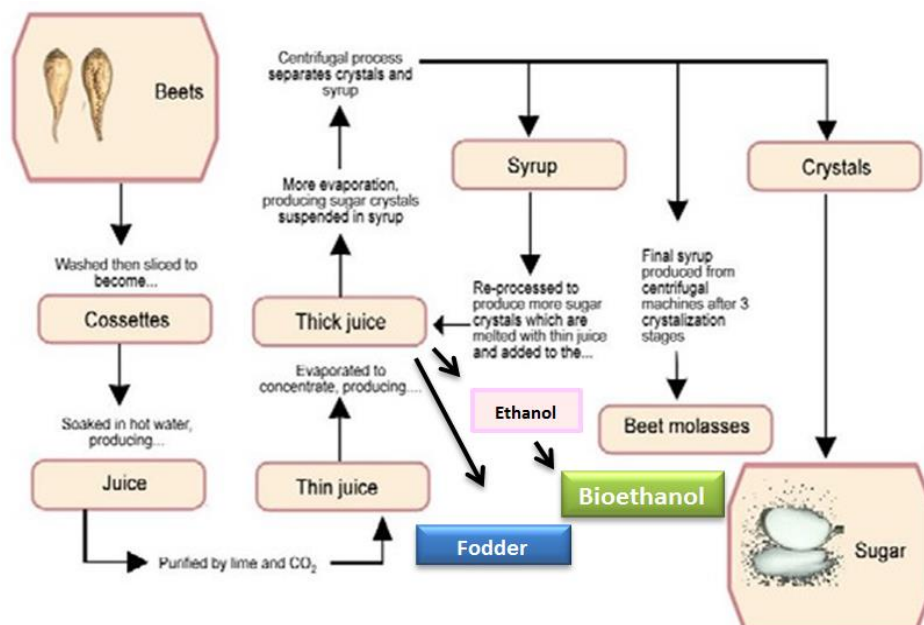 Beets
Washed then sliced to
become...
Cossettes
Soaked in hot water,
producing...
Juice
Purified by lime and CO₂
Thin juice
Evaporated to
concentrate, producing....
Thick juice
More evaporation,
producing sugar crystals
suspended in syrup
Centrifugal process
separates crystals and
syrup
Syrup
Re-processed to
produce more sugar
crystals which are
melted with thin juice
and added to the...
Final syrup
produced from
centrifugal
machines after 3
crystalization
stages
Beet molasses
Crystals
Sugar
Ethanol
Bioethanol
Fodder